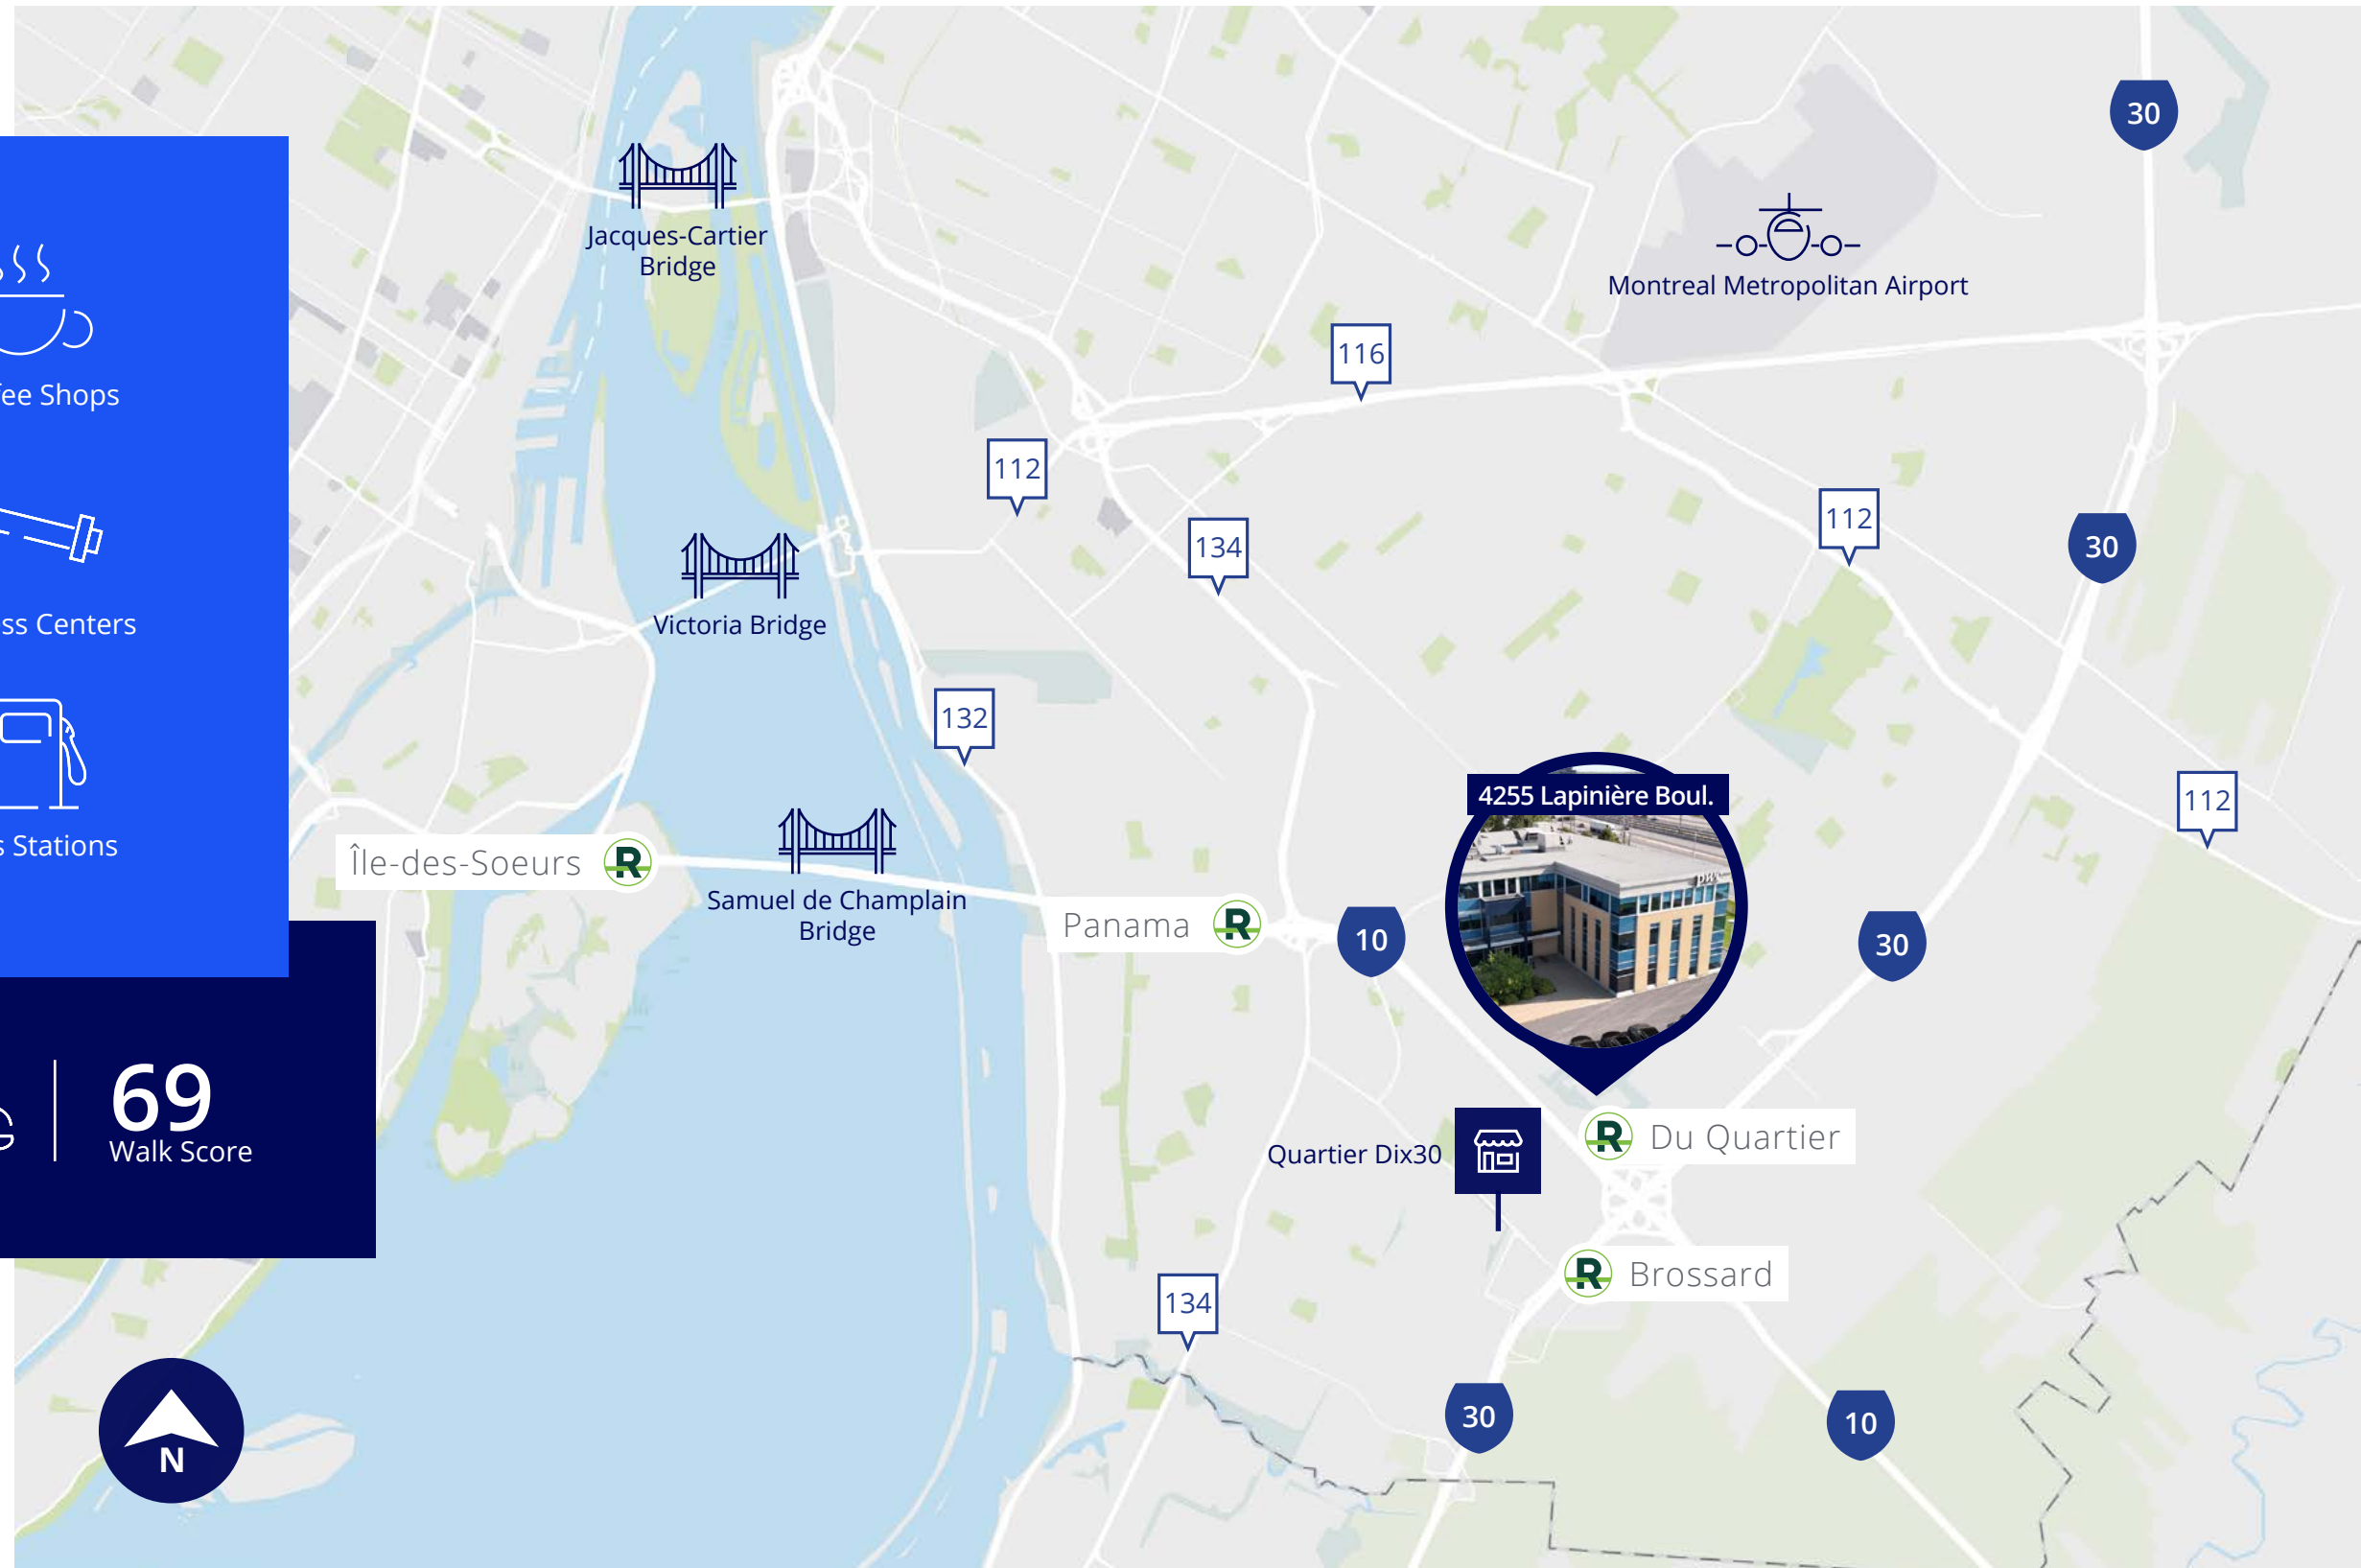 30
Jacques-Cartier
Bridge
Montreal Metropolitan Airport
116
ee Shops
112
112
134
30
ss Centers
Victoria Bridge
132
4255 Lapinière Boul.
112
s Stations
Île-des-Soeurs R
Samuel de Champlain
Bridge
Panama R
10
30
69
Walk Score
Quartier Dix30
R Du Quartier
R Brossard
134
30
10
N